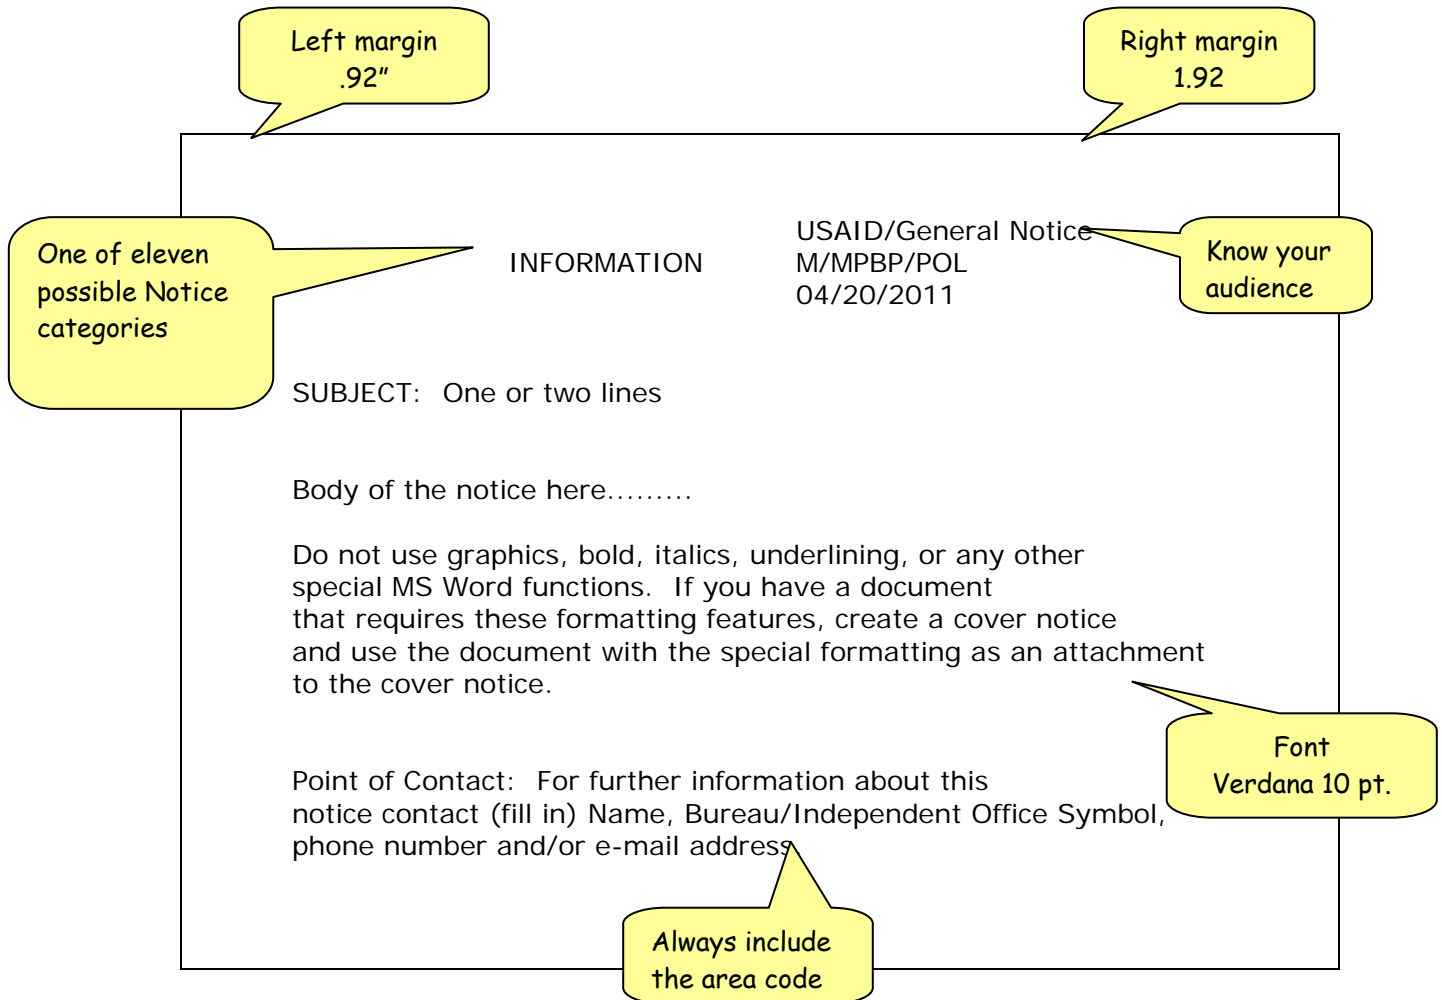 Left margin
.92”
Right margin
1.92
One of eleven
possible Notice
categories
INFORMATION
USAID/General Notice
M/MPBP/POL
04/20/2011
Know your
audience
SUBJECT:  One or two lines
Body of the notice here.........
Do not use graphics, bold, italics, underlining, or any other
special MS Word functions.  If you have a document
that requires these formatting features, create a cover notice
and use the document with the special formatting as an attachment
to the cover notice.
Font
Verdana 10 pt.
Point of Contact:  For further information about this
notice contact (fill in) Name, Bureau/Independent Office Symbol,
phone number and/or e-mail address.
Always include
the area code